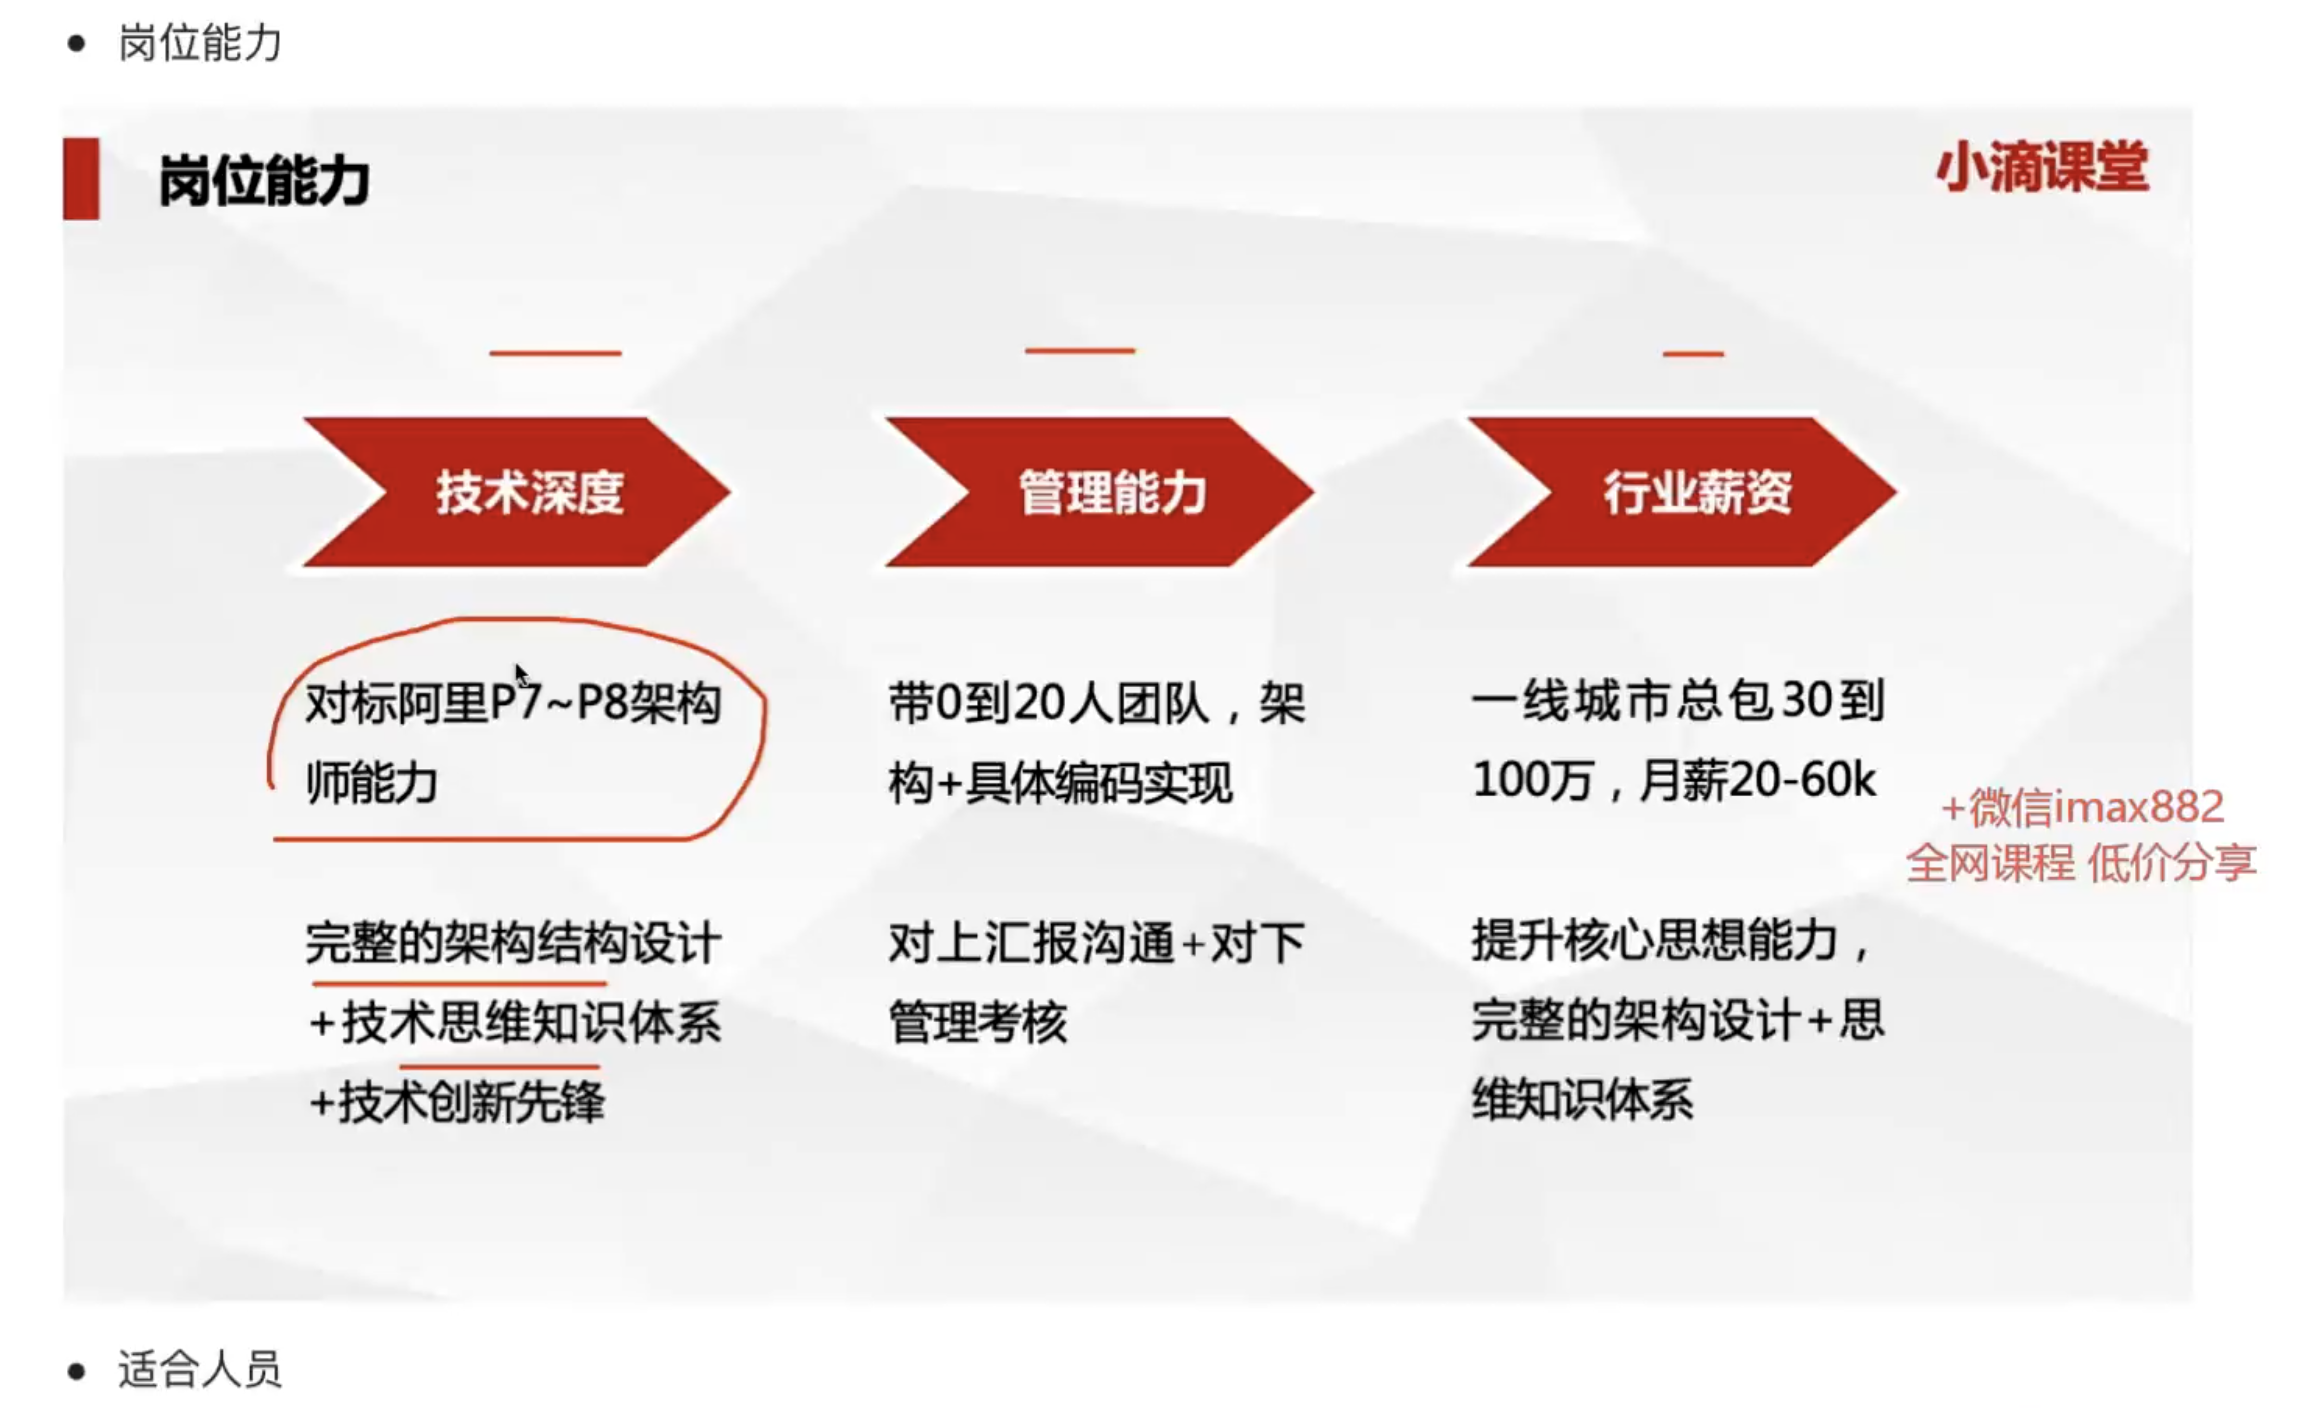 岗位能力
岗位能力
小滴课堂
技术深度
管理能力
行业薪资
对标阿里P7~P8架构
师能力
完整的架构结构设计
+技术思维知识体系
+技术创新先锋
带0到20人团队，架
构+具体编码实现
对上汇报沟通+对下
管理考核
一线城市总包30到
100万，月薪20-60k
提升核心思想能力，
完整的架构设计+思
维知识体系
+微信imax882
全网课程 低价分享
适合人员